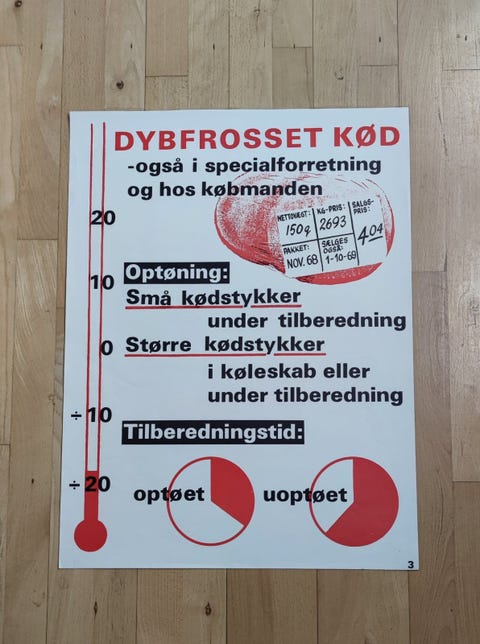 DYBFROSSET KØD
-også i specialforretning
og hos købmanden
NETTOVÆGT: KG-PRIS: SALGS-PRIS:
150g 2693 4.04
PAKKET: SÆLGES OGSÅ:
NOV. 68 1-10-69
20
10
0
÷10
÷20
Optøning:
Små kødstykker
under tilberedning
Større kødstykker
i køleskab eller
under tilberedning
Tilberedningstid:
optøet uoptøet
3